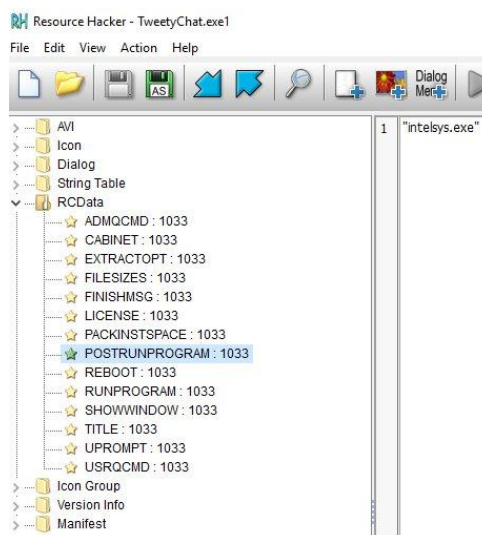 RH Resource Hacker - TweetyChat.exe1
File Edit View Action Help
AS
Dialog
AVI
Icon
Dialog
String Table
RCData
ADMQCMD : 1033
CABINET : 1033
EXTRACTOPT : 1033
FILESIZES : 1033
FINISHMSG : 1033
LICENSE : 1033
PACKINSTSPACE : 1033
POSTRUNPROGRAM : 1033
REBOOT : 1033
RUNPROGRAM : 1033
SHOWWINDOW : 1033
TITLE : 1033
UPROMPT : 1033
USRQCMD : 1033
Icon Group
Version Info
Manifest
1 "intelsys.exe"